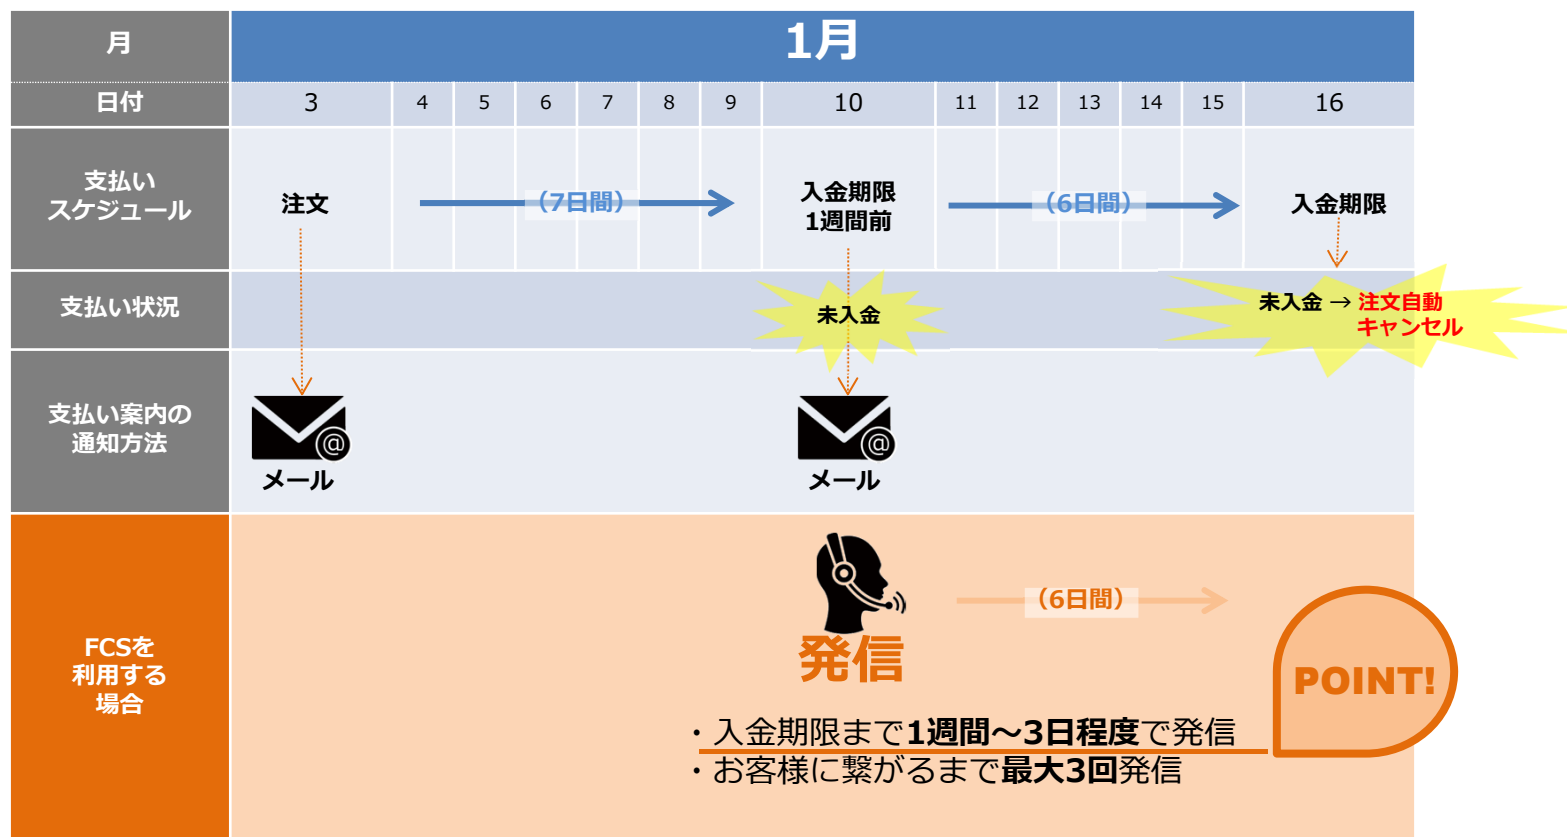 月
1月
日付
3 4 5 6 7 8 9 10 11 12 13 14 15 16
支払い
スケジュール
注文
（7日間）
入金期限
1週間前
（6日間）
入金期限
支払い状況
未入金
未入金 → 注文自動
キャンセル
支払い案内の
通知方法
@
メール
@
メール
FCSを
利用する
場合
発信
（6日間）
POINT!
・入金期限まで1週間～3日程度で発信
・お客様に繋がるまで最大3回発信